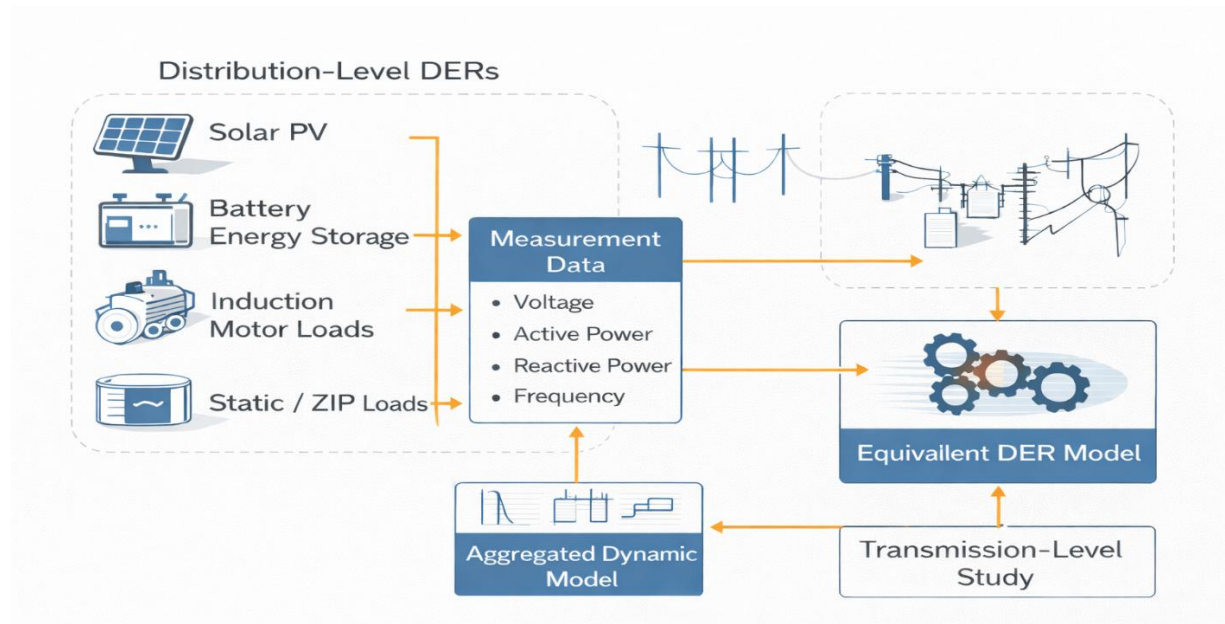 Distribution-Level DERs
Solar PV
Battery
Energy Storage
Induction
Motor Loads
Static / ZIP Loads
Measurement
Data
• Voltage
• Active Power
• Reactive Power
• Frequency
Equivaillent DER Model
Aggregated Dynamic
Model
Transmission-Level
Study